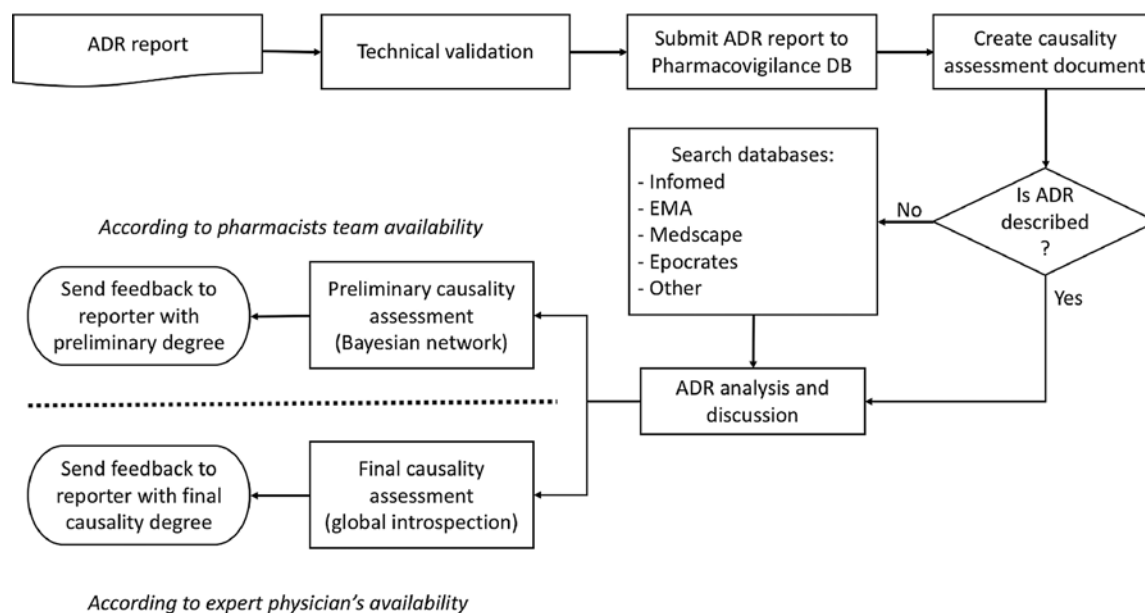 ADR report
Technical validation
Submit ADR report to
Pharmacovigilance DB
Create causality
assessment document
Search databases:
- Infomed
- EMA
- Medscape
- Epocrates
- Other
No
Is ADR
described
?
Yes
According to pharmacists team availability
Send feedback to
reporter with
preliminary degree
Preliminary causality
assessment
(Bayesian network)
ADR analysis and
discussion
Send feedback to
reporter with final
causality degree
Final causality
assessment
(global introspection)
According to expert physician's availability